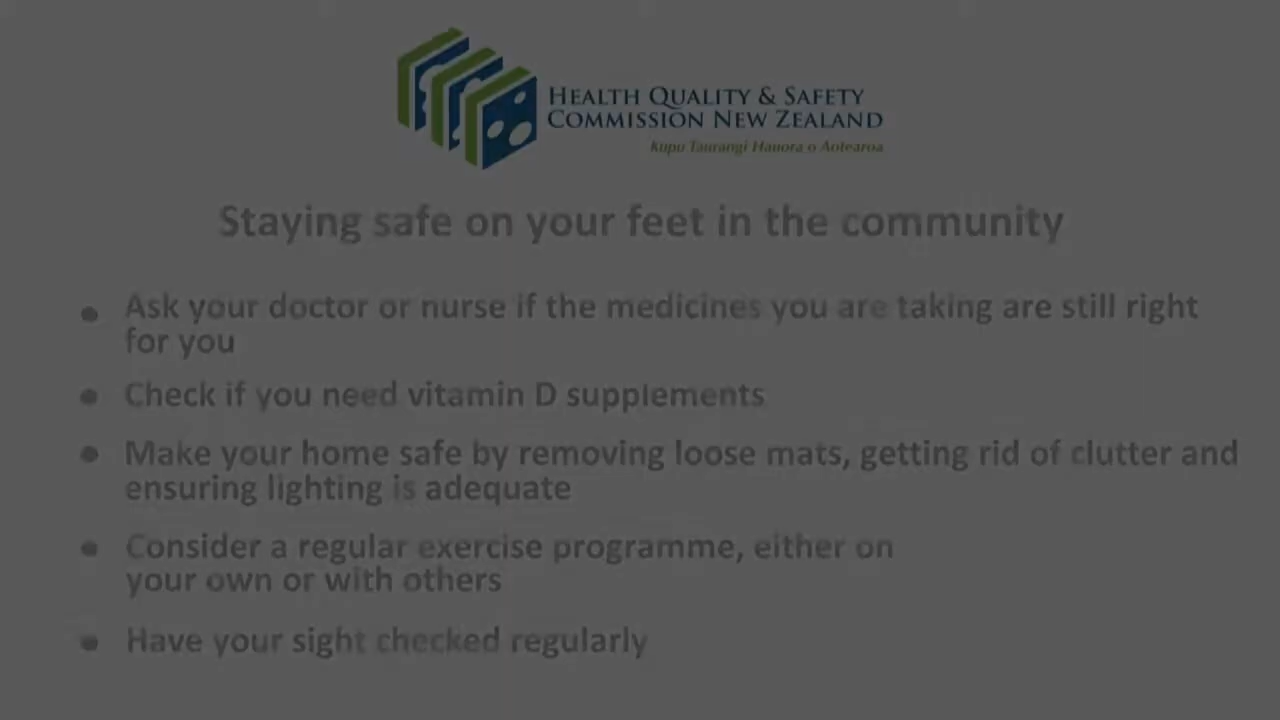 HEALTH QUALITY & SAFETY
COMMISSION NEW ZEALAND
Kupu Taurangi Hauora o Aotearoa
Staying safe on your feet in the community
• Ask your doctor or nurse if the medicines you are taking are still right
for you
• Check if you need vitamin D supplements
• Make your home safe by removing loose mats, getting rid of clutter and
ensuring lighting is adequate
• Consider a regular exercise programme, either on
your own or with others
• Have your sight checked regularly